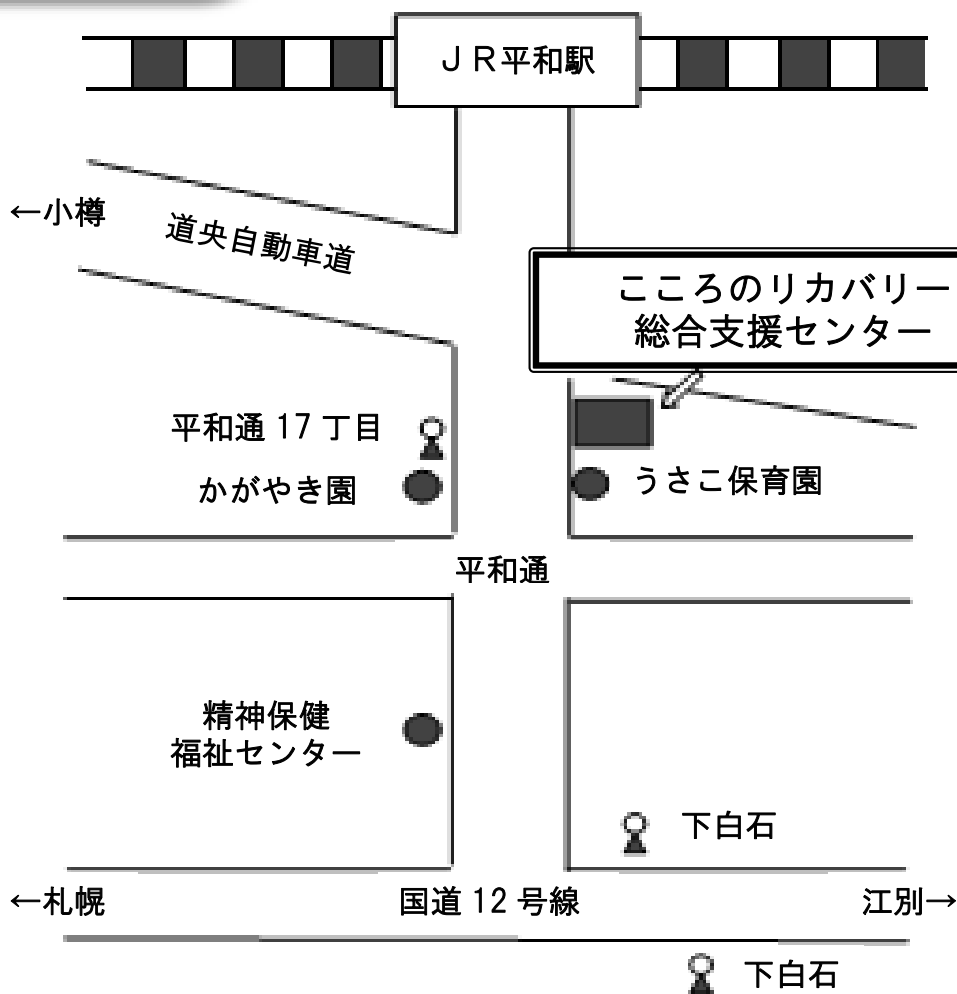 ＪＲ平和駅
←小樽
道央自動車道
こころのリカバリー
総合支援センター
平和通 17 丁目
かがやき園
うさこ保育園
平和通
精神保健
福祉センター
下白石
←札幌
国道 12 号線
江別→
下白石